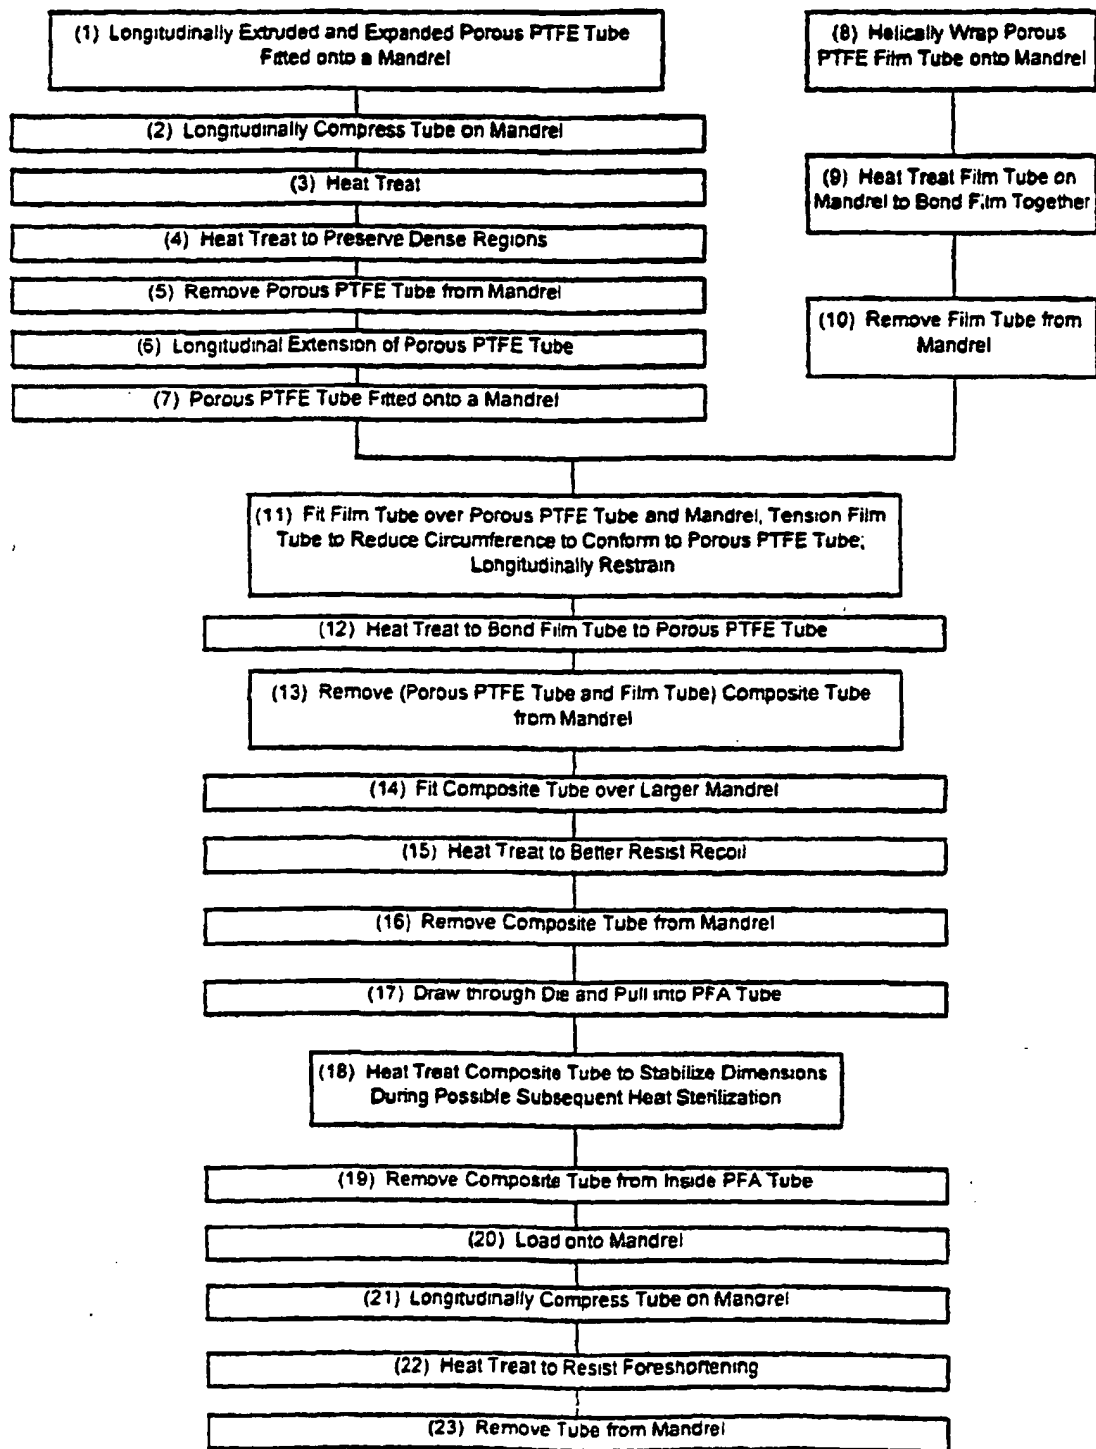 (1) Longitudinally Extruded and Expanded Porous PTFE Tube
Fitted onto a Mandrel
(2) Longitudinally Compress Tube on Mandrel
(3) Heat Treat
(4) Heat Treat to Preserve Dense Regions
(5) Remove Porous PTFE Tube from Mandrel
(6) Longitudinal Extension of Porous PTFE Tube
(7) Porous PTFE Tube Fitted onto a Mandrel
(8) Helically Wrap Porous
PTFE Film Tube onto Mandrel
(9) Heat Treat Film Tube on
Mandrel to Bond Film Together
(10) Remove Film Tube from
Mandrel
(11) Fit Film Tube over Porous PTFE Tube and Mandrel, Tension Film
Tube to Reduce Circumference to Conform to Porous PTFE Tube;
Longitudinally Restrain
(12) Heat Treat to Bond Film Tube to Porous PTFE Tube
(13) Remove (Porous PTFE Tube and Film Tube) Composite Tube
from Mandrel
(14) Fit Composite Tube over Larger Mandrel
(15) Heat Treat to Better Resist Recoil
(16) Remove Composite Tube from Mandrel
(17) Draw through Die and Pull into PFA Tube
(18) Heat Treat Composite Tube to Stabilize Dimensions
During Possible Subsequent Heat Sterilization
(19) Remove Composite Tube from Inside PFA Tube
(20) Load onto Mandrel
(21) Longitudinally Compress Tube on Mandrel
(22) Heat Treat to Resist Foreshortening
(23) Remove Tube from Mandrel